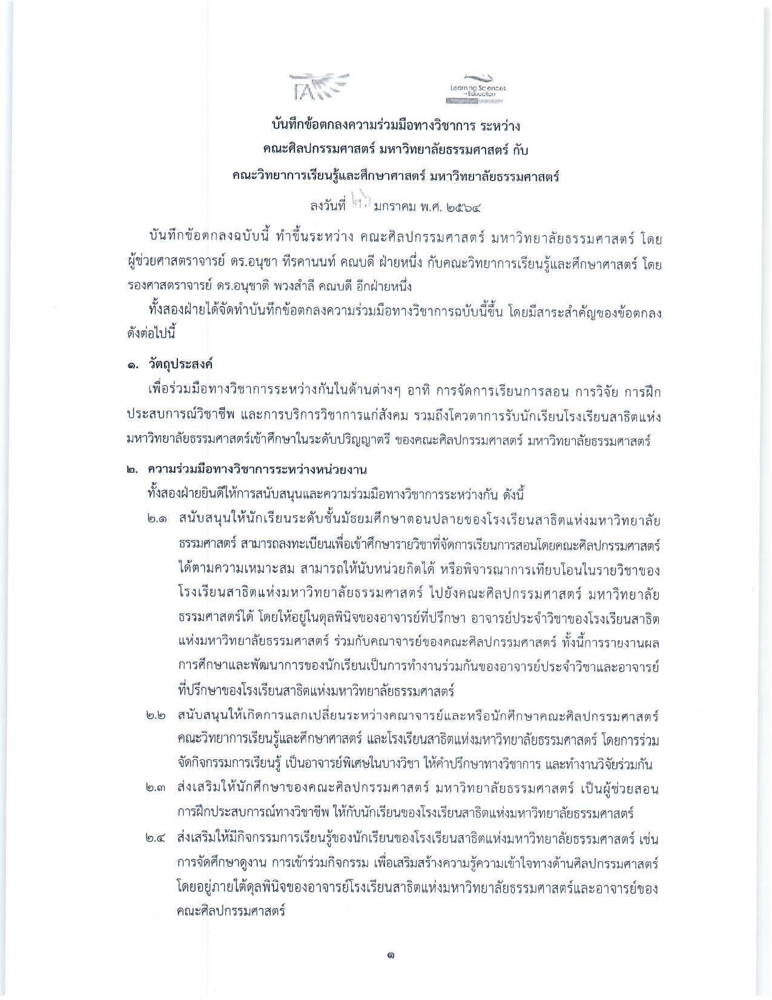 FA
Learning Sciences
Education
UNIVERSITY
บันทึกข้อตกลงความร่วมมือทางวิชาการ ระหว่าง
คณะศิลปกรรมศาสตร์ มหาวิทยาลัยธรรมศาสตร์ กับ
คณะวิทยาการเรียนรู้และศึกษาศาสตร์ มหาวิทยาลัยธรรมศาสตร์
ลงวันที่ ๒๖ มกราคม พ.ศ. ๒๕๖๔
บันทึกข้อตกลงฉบับนี้ ทำขึ้นระหว่าง คณะศิลปกรรมศาสตร์ มหาวิทยาลัยธรรมศาสตร์ โดย
ผู้ช่วยศาสตราจารย์ ดร.อนุชา ทีรคานนท์ คณบดี ฝ่ายหนึ่ง กับคณะวิทยาการเรียนรู้และศึกษาศาสตร์ โดย
รองศาสตราจารย์ ดร.อนุชาติ พวงสำลี คณบดี อีกฝ่ายหนึ่ง
ทั้งสองฝ่ายได้จัดทำบันทึกข้อตกลงความร่วมมือทางวิชาการฉบับนี้ขึ้น โดยมีสาระสำคัญของข้อตกลง
ดังต่อไปนี้
๑. วัตถุประสงค์
เพื่อร่วมมือทางวิชาการระหว่างกันในด้านต่างๆ อาทิ การจัดการเรียนการสอน การวิจัย การฝึก
ประสบการณ์วิชาชีพ และการบริการวิชาการแก่สังคม รวมถึงโควตาการรับนักเรียนโรงเรียนสาธิตแห่ง
มหาวิทยาลัยธรรมศาสตร์เข้าศึกษาในระดับปริญญาตรี ของคณะศิลปกรรมศาสตร์ มหาวิทยาลัยธรรมศาสตร์
๒. ความร่วมมือทางวิชาการระหว่างหน่วยงาน
ทั้งสองฝ่ายยินดีให้การสนับสนุนและความร่วมมือทางวิชาการระหว่างกัน ดังนี้
๒.๑ สนับสนุนให้นักเรียนระดับชั้นมัธยมศึกษาตอนปลายของโรงเรียนสาธิตแห่งมหาวิทยาลัย
ธรรมศาสตร์ สามารถลงทะเบียนเพื่อเข้าศึกษารายวิชาที่จัดการเรียนการสอนโดยคณะศิลปกรรมศาสตร์
ได้ตามความเหมาะสม สามารถให้นับหน่วยกิตได้ หรือพิจารณาการเทียบโอนในรายวิชาของ
โรงเรียนสาธิตแห่งมหาวิทยาลัยธรรมศาสตร์ ไปยังคณะศิลปกรรมศาสตร์ มหาวิทยาลัย
ธรรมศาสตร์ได้ โดยให้อยู่ในดุลพินิจของอาจารย์ที่ปรึกษา อาจารย์ประจำวิชาของโรงเรียนสาธิต
แห่งมหาวิทยาลัยธรรมศาสตร์ ร่วมกับคณาจารย์ของคณะศิลปกรรมศาสตร์ ทั้งนี้การรายงานผล
การศึกษาและพัฒนาการของนักเรียนเป็นการทำงานร่วมกันของอาจารย์ประจำวิชาและอาจารย์
ที่ปรึกษาของโรงเรียนสาธิตแห่งมหาวิทยาลัยธรรมศาสตร์
๒.๒ สนับสนุนให้เกิดการแลกเปลี่ยนระหว่างคณาจารย์และหรือนักศึกษาคณะศิลปกรรมศาสตร์
คณะวิทยาการเรียนรู้และศึกษาศาสตร์ และโรงเรียนสาธิตแห่งมหาวิทยาลัยธรรมศาสตร์ โดยการร่วม
จัดกิจกรรมการเรียนรู้ เป็นอาจารย์พิเศษในบางวิชา ให้คำปรึกษาทางวิชาการ และทำงานวิจัยร่วมกัน
๒.๓ ส่งเสริมให้นักศึกษาของคณะศิลปกรรมศาสตร์ มหาวิทยาลัยธรรมศาสตร์ เป็นผู้ช่วยสอน
การฝึกประสบการณ์ทางวิชาชีพ ให้กับนักเรียนของโรงเรียนสาธิตแห่งมหาวิทยาลัยธรรมศาสตร์
๒.๔ ส่งเสริมให้มีกิจกรรมการเรียนรู้ของนักเรียนของโรงเรียนสาธิตแห่งมหาวิทยาลัยธรรมศาสตร์ เช่น
การจัดศึกษาดูงาน การเข้าร่วมกิจกรรม เพื่อเสริมสร้างความรู้ความเข้าใจทางด้านศิลปกรรมศาสตร์
โดยอยู่ภายใต้ดุลพินิจของอาจารย์โรงเรียนสาธิตแห่งมหาวิทยาลัยธรรมศาสตร์และอาจารย์ของ
คณะศิลปกรรมศาสตร์
๑